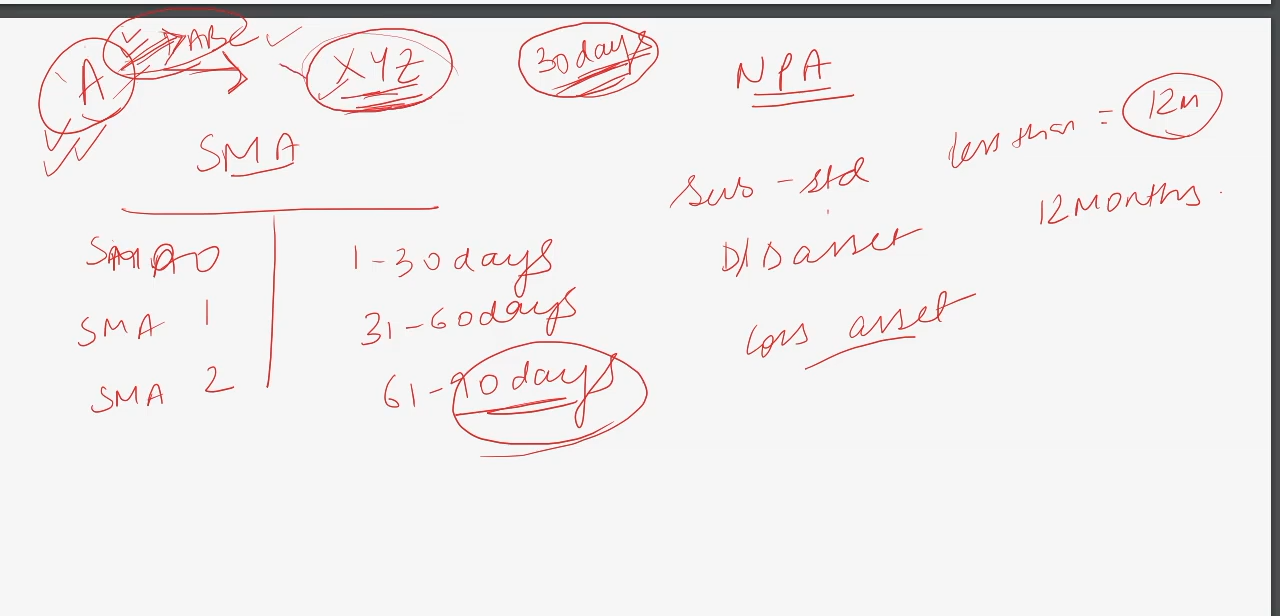 A ABC XYZ 30 days
NPA
SMA
less than = 12M
sub - std
12 Months
SMA 0 1-30 days
D/D asset
SMA 1 31-60 days
loss asset
SMA 2 61-90 days